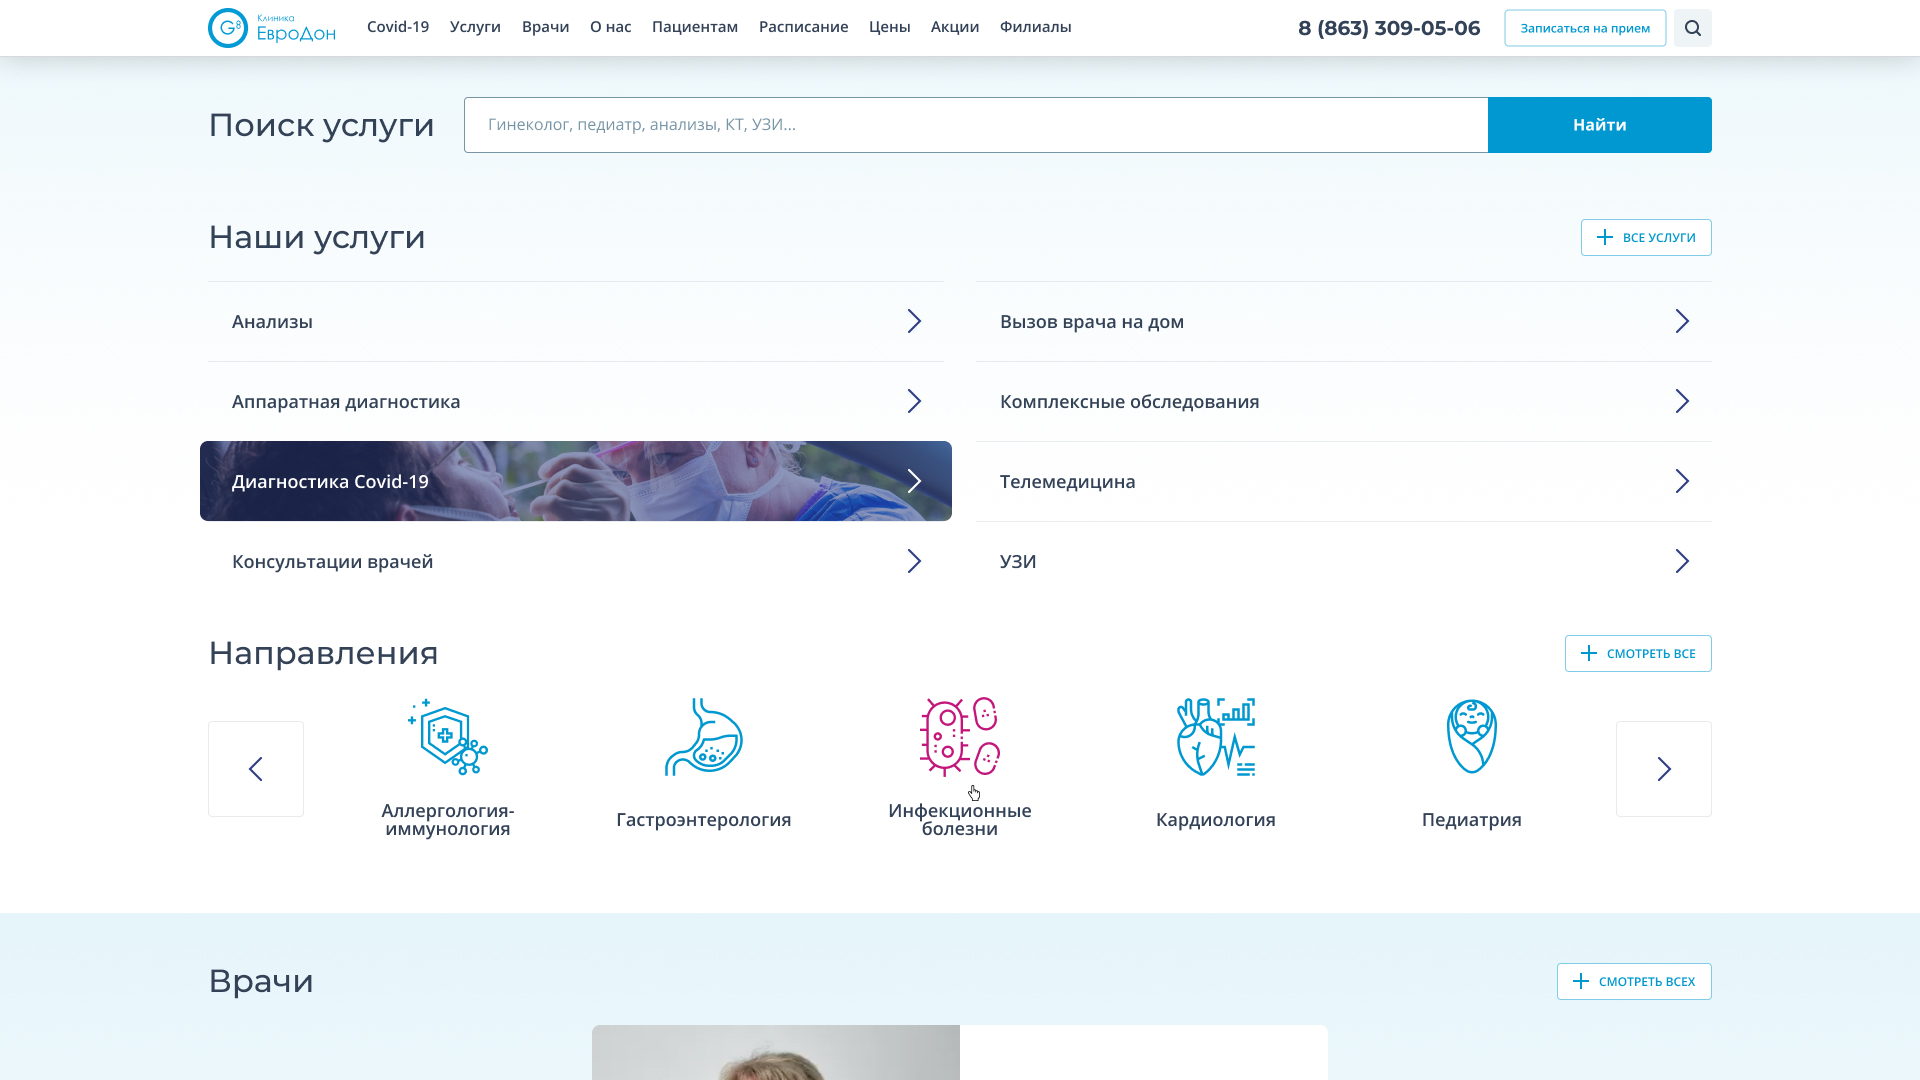 G8 Клиника
ЕвроДон
Covid-19 Услуги Врачи О нас Пациентам Расписание Цены Акции Филиалы
8 (863) 309-05-06
Записаться на прием
Поиск услуги
Гинеколог, педиатр, анализы, КТ, УЗИ...
Найти
Наши услуги
ВСЕ УСЛУГИ
Анализы
Вызов врача на дом
Аппаратная диагностика
Комплексные обследования
Диагностика Covid-19
Телемедицина
Консультации врачей
УЗИ
Направления
СМОТРЕТЬ ВСЕ
Аллергология-
иммунология
Гастроэнтерология
Инфекционные
болезни
Кардиология
Педиатрия
Врачи
СМОТРЕТЬ ВСЕХ